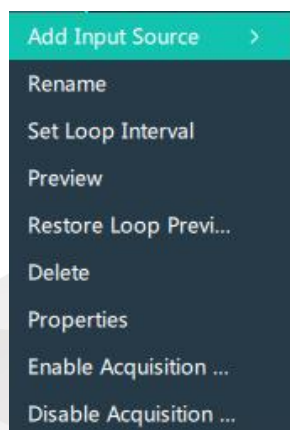 Add Input Source >
Rename
Set Loop Interval
Preview
Restore Loop Previ...
Delete
Properties
Enable Acquisition ...
Disable Acquisition ...